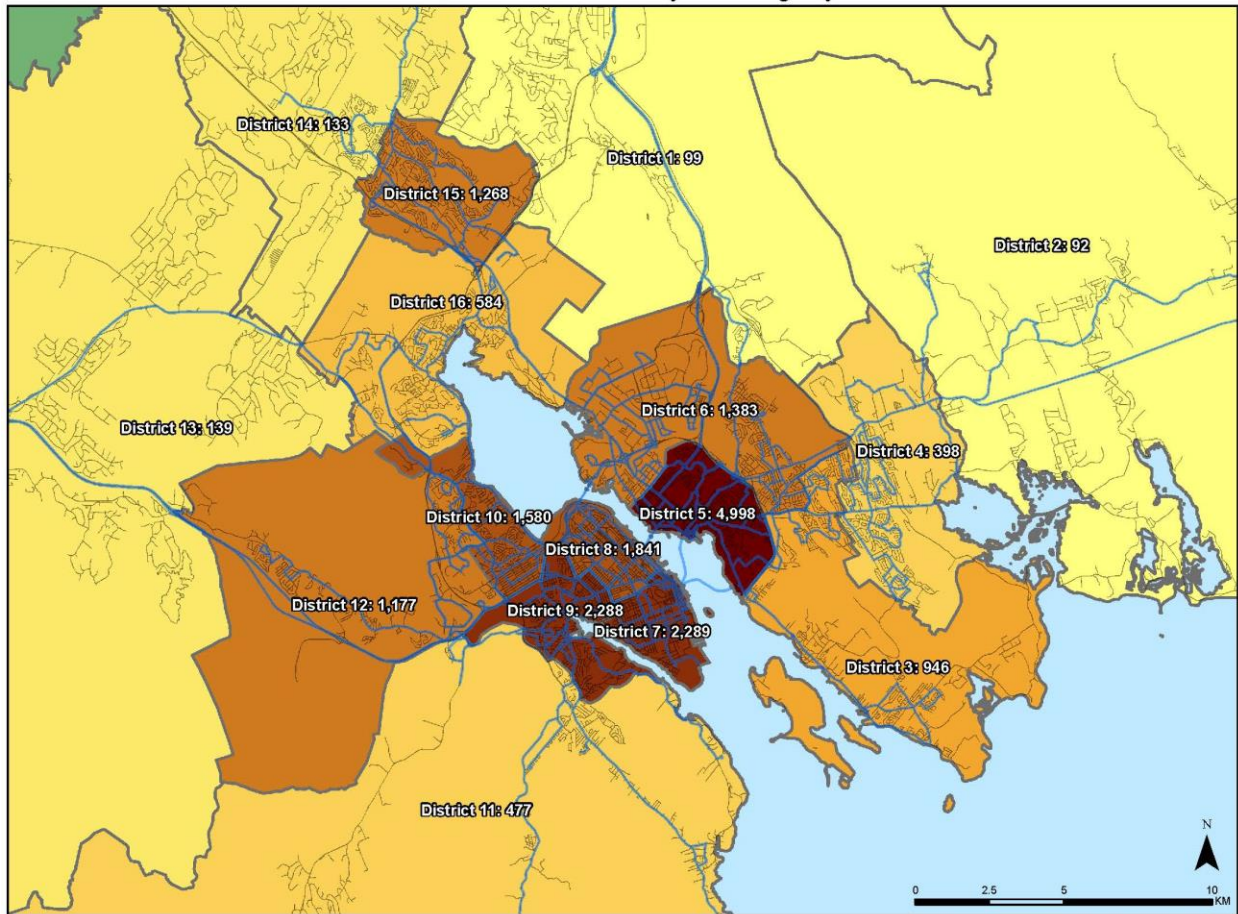 District 14: 133
District 1: 99
District 15: 1,268
District 2: 92
District 16: 584
District 6: 1,383
District 13: 139
District 4: 398
District 10: 1,580
District 5: 4,998
District 8: 1,841
District 12: 1,177
District 9: 2,288
District 7: 2,289
District 3: 946
District 11: 477
N
0 2.5 5 10
KM